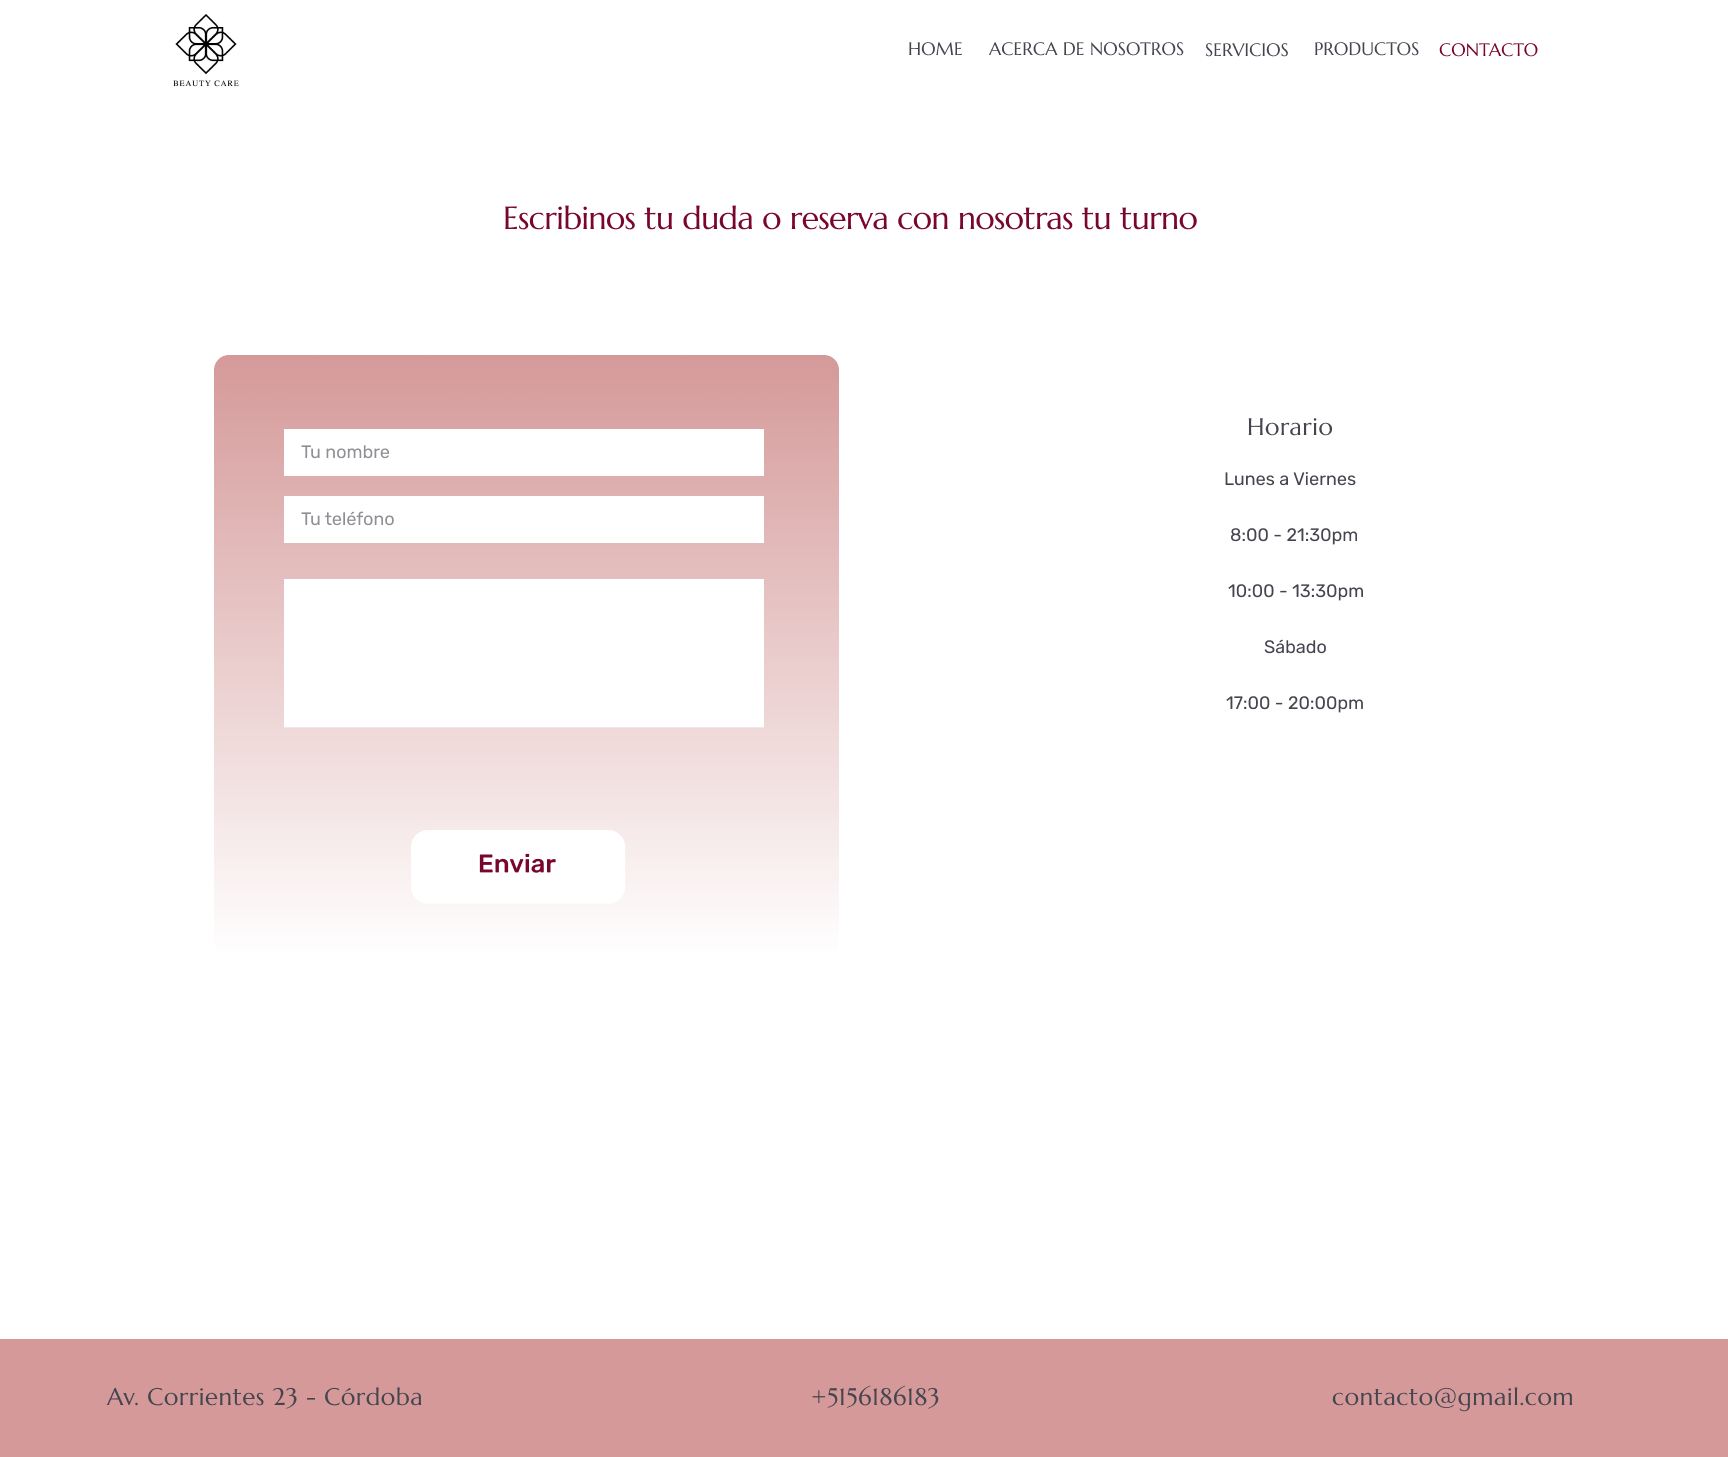 BEAUTY CARE
HOME ACERCA DE NOSOTROS SERVICIOS PRODUCTOS CONTACTO
Escribinos tu duda o reserva con nosotras tu turno
Tu nombre
Tu teléfono
Enviar
Horario
Lunes a Viernes
8:00 - 21:30pm
10:00 - 13:30pm
Sábado
17:00 - 20:00pm
Av. Corrientes 23 - Córdoba
+5156186183
contacto@gmail.com